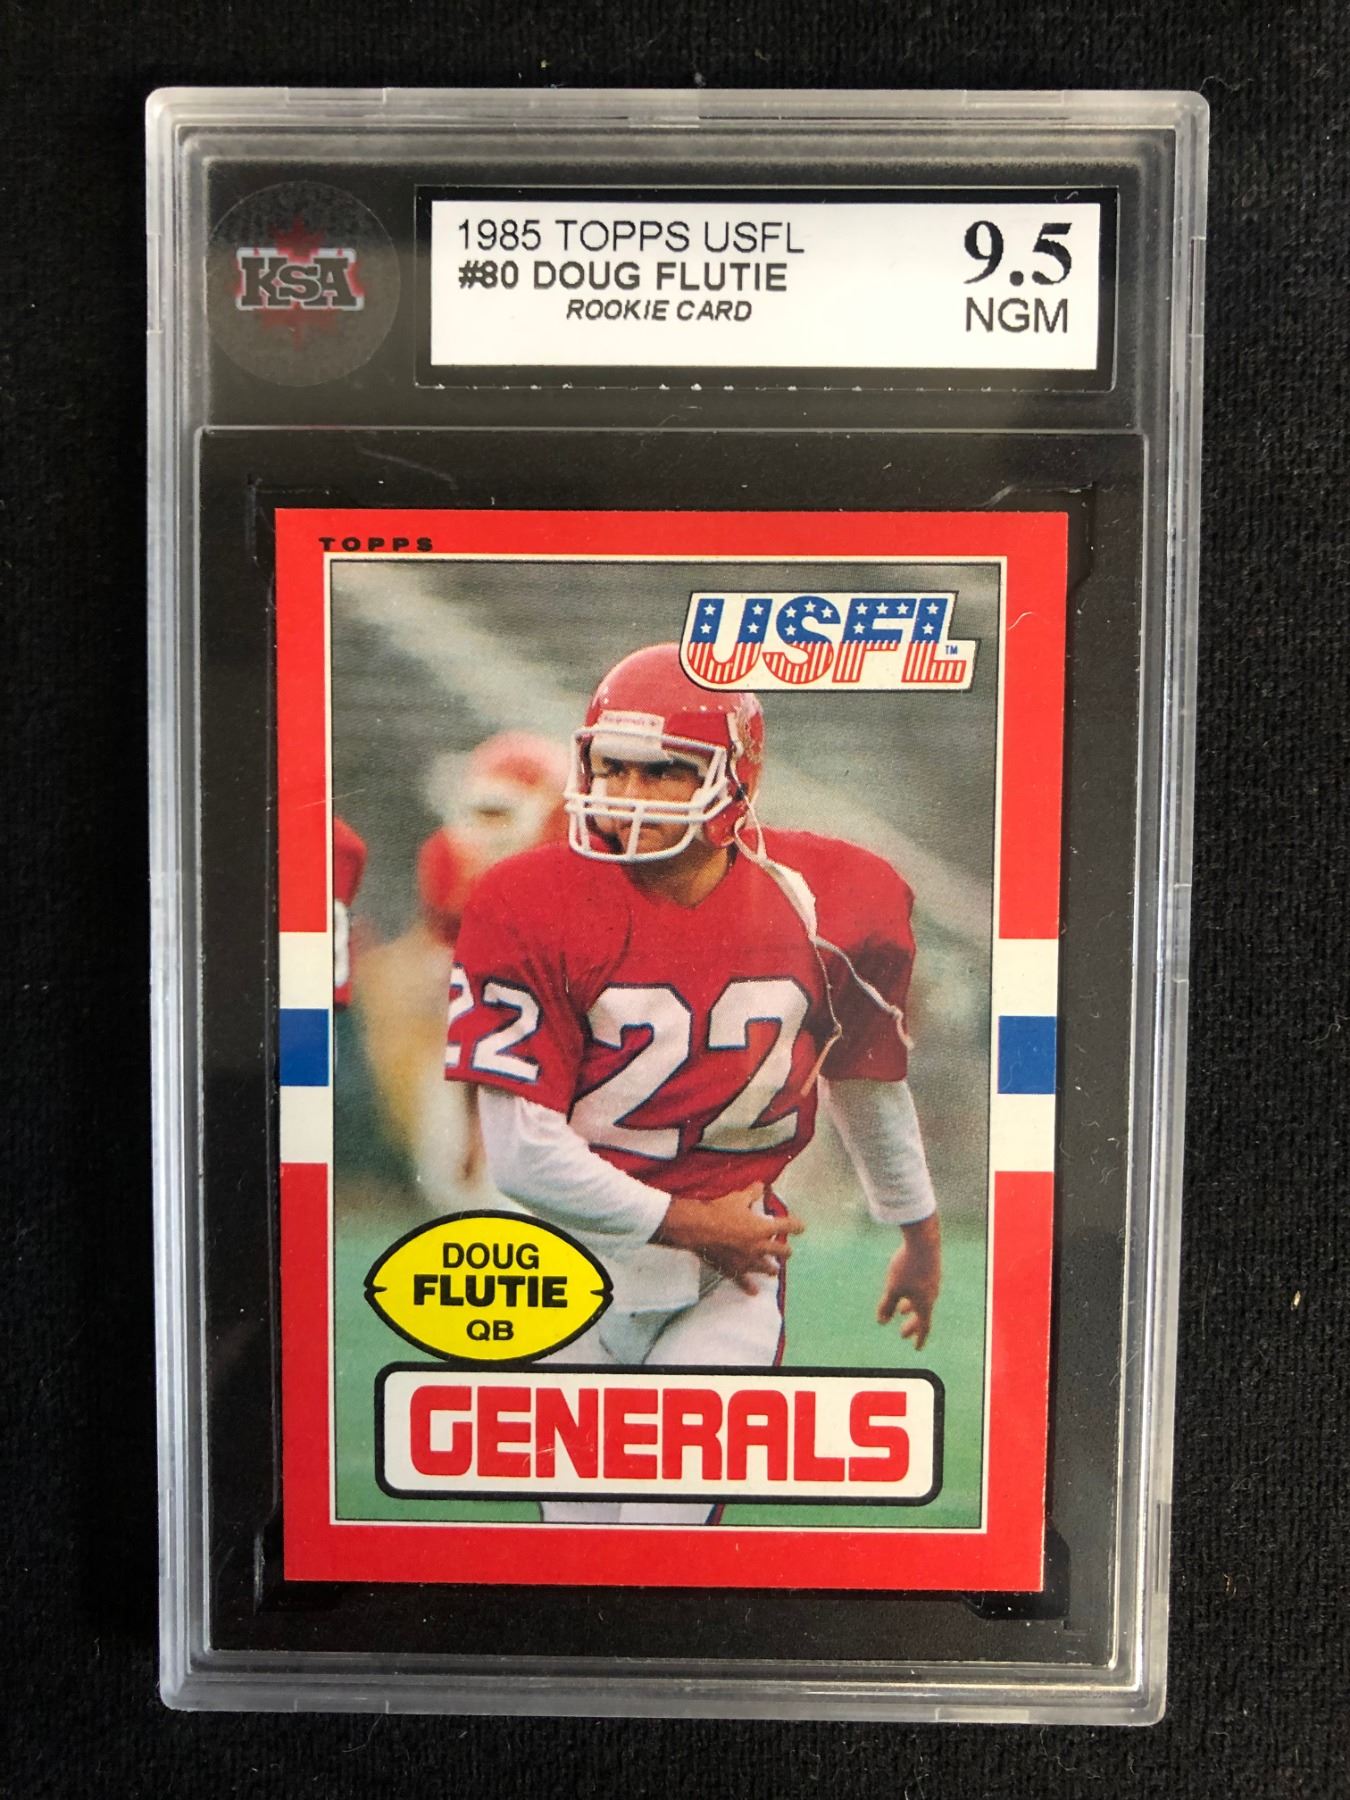 KSA
1985 TOPPS USFL
#80 DOUG FLUTIE
ROOKIE CARD
9.5
NGM
TOPPS
USFL
TM
22
22
DOUG
FLUTIE
QB
GENERALS